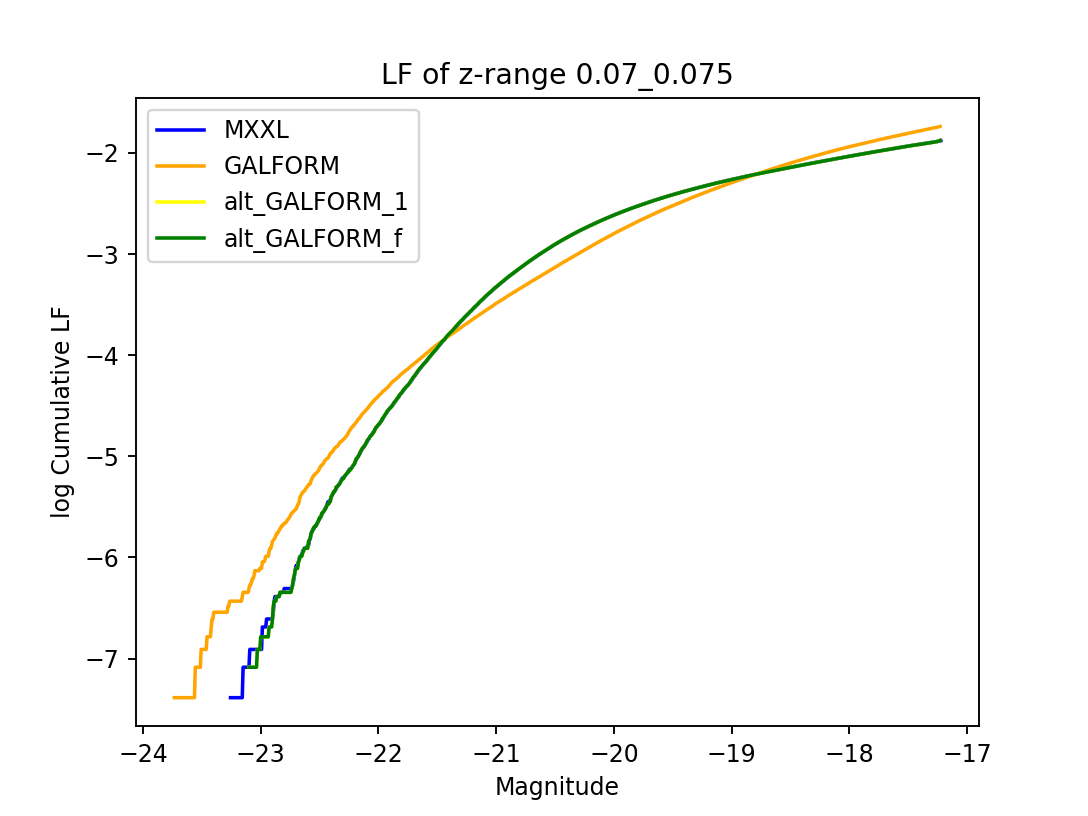 LF of z-range 0.07_0.075
MXXL
GALFORM
alt_GALFORM_1
alt_GALFORM_f
log Cumulative LF
−2
−3
−4
−5
−6
−7
−24
−23
−22
−21
−20
−19
−18
−17
Magnitude